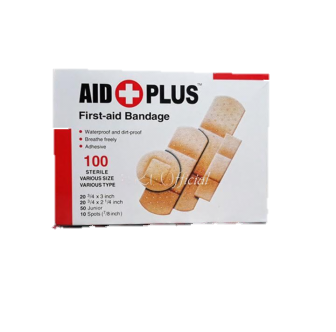 AID PLUS™
First-aid Bandage
• Waterproof and dirt-proof
• Breathe freely
• Adhesive
100
STERILE
VARIOUS SIZE
VARIOUS TYPE
20 3/4 x 3 inch
20 3/4 x 2 1/4 inch
50 Junior
10 Spots (7/8 inch)
Official